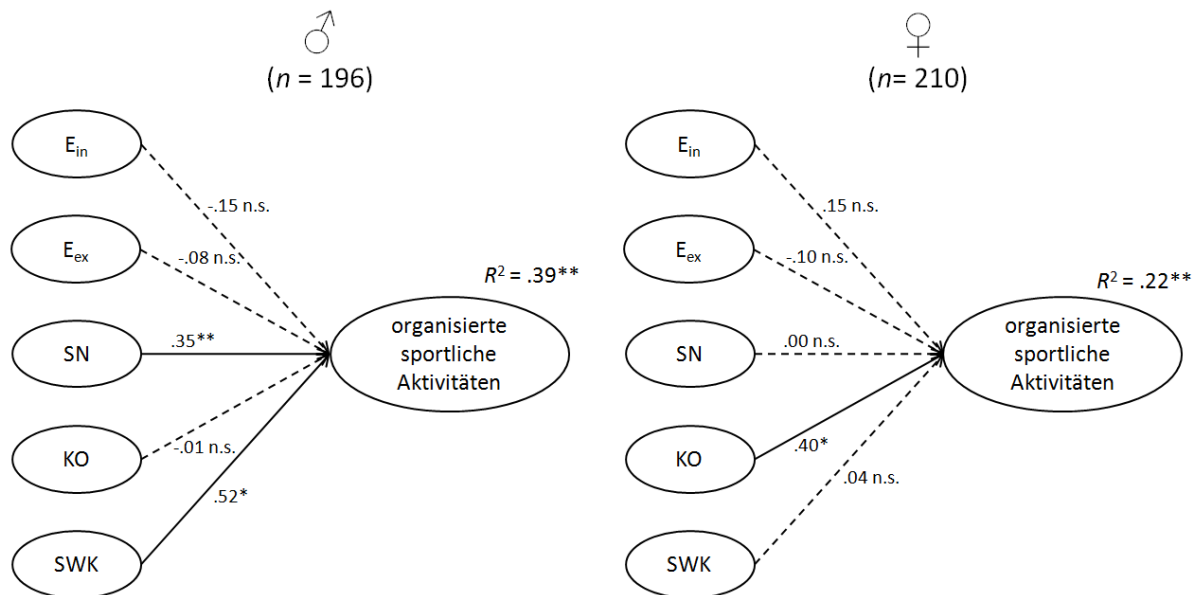 ♂
(n = 196)
E_in
-.15 n.s.
E_ex
-.08 n.s.
R² = .39**
SN
.35**
organisierte
sportliche
Aktivitäten
KO
-.01 n.s.
.52*
SWK
♀
(n= 210)
E_in
.15 n.s.
E_ex
-.10 n.s.
R² = .22**
SN
.00 n.s.
organisierte
sportliche
Aktivitäten
KO
.40*
.04 n.s.
SWK